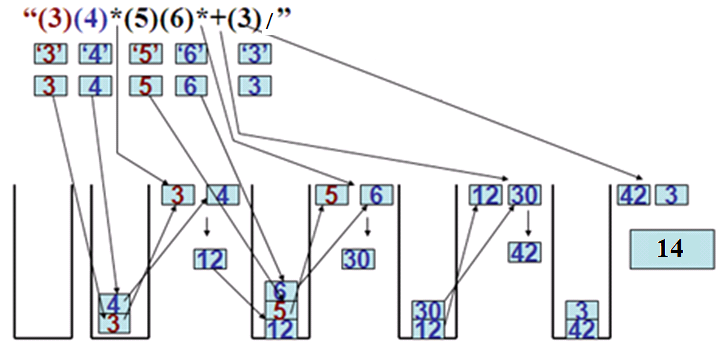 “(3)(4)*(5)(6)*+(3)/”
‘3’ ‘4’ ‘5’ ‘6’ ‘3’
3 4 5 6 3
3 4 5 6 12 30 42 3
12 30 42 14
4 6 30 3
3 5 12 42
12